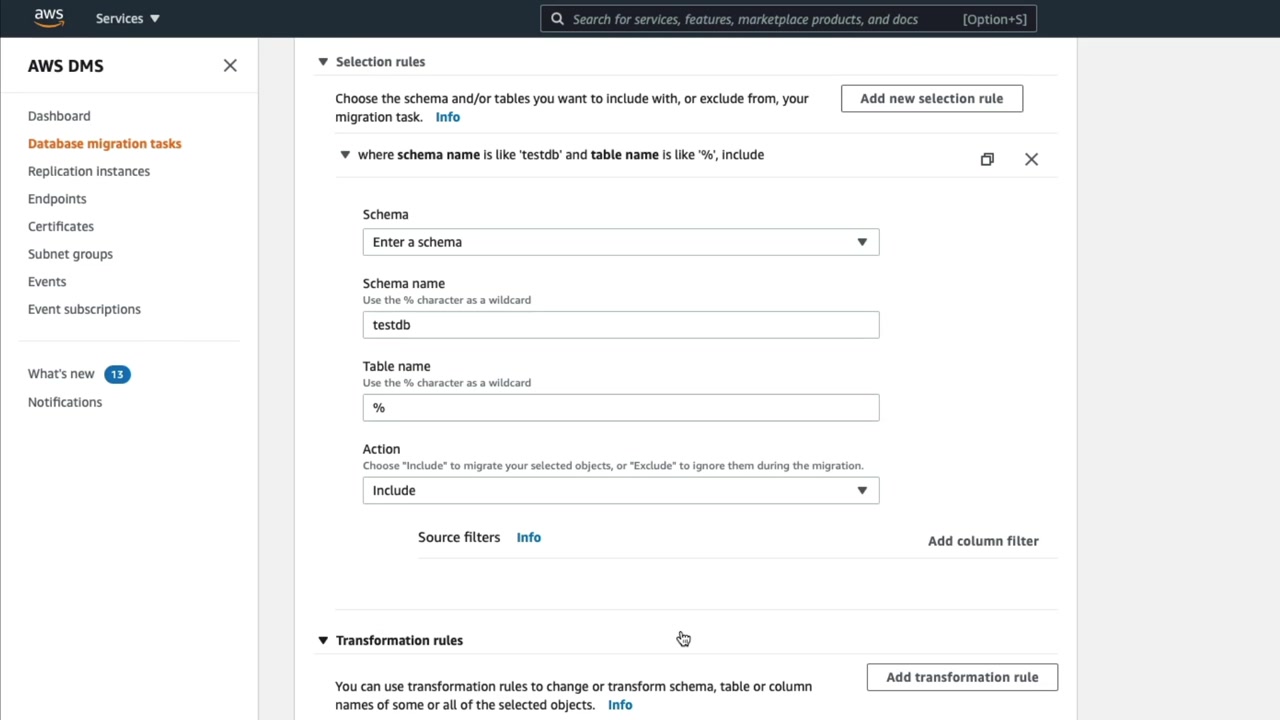 aws
Services ▼
Search for services, features, marketplace products, and docs [Option+S]
AWS DMS
Dashboard
Database migration tasks
Replication instances
Endpoints
Certificates
Subnet groups
Events
Event subscriptions
What's new 13
Notifications
Selection rules
Choose the schema and/or tables you want to include with, or exclude from, your
migration task. Info
Add new selection rule
where schema name is like 'testdb' and table name is like '%', include
Schema
Enter a schema
Schema name
Use the % character as a wildcard
testdb
Table name
Use the % character as a wildcard
%
Action
Choose "Include" to migrate your selected objects, or "Exclude" to ignore them during the migration.
Include
Source filters Info
Add column filter
Transformation rules
You can use transformation rules to change or transform schema, table or column
names of some or all of the selected objects. Info
Add transformation rule